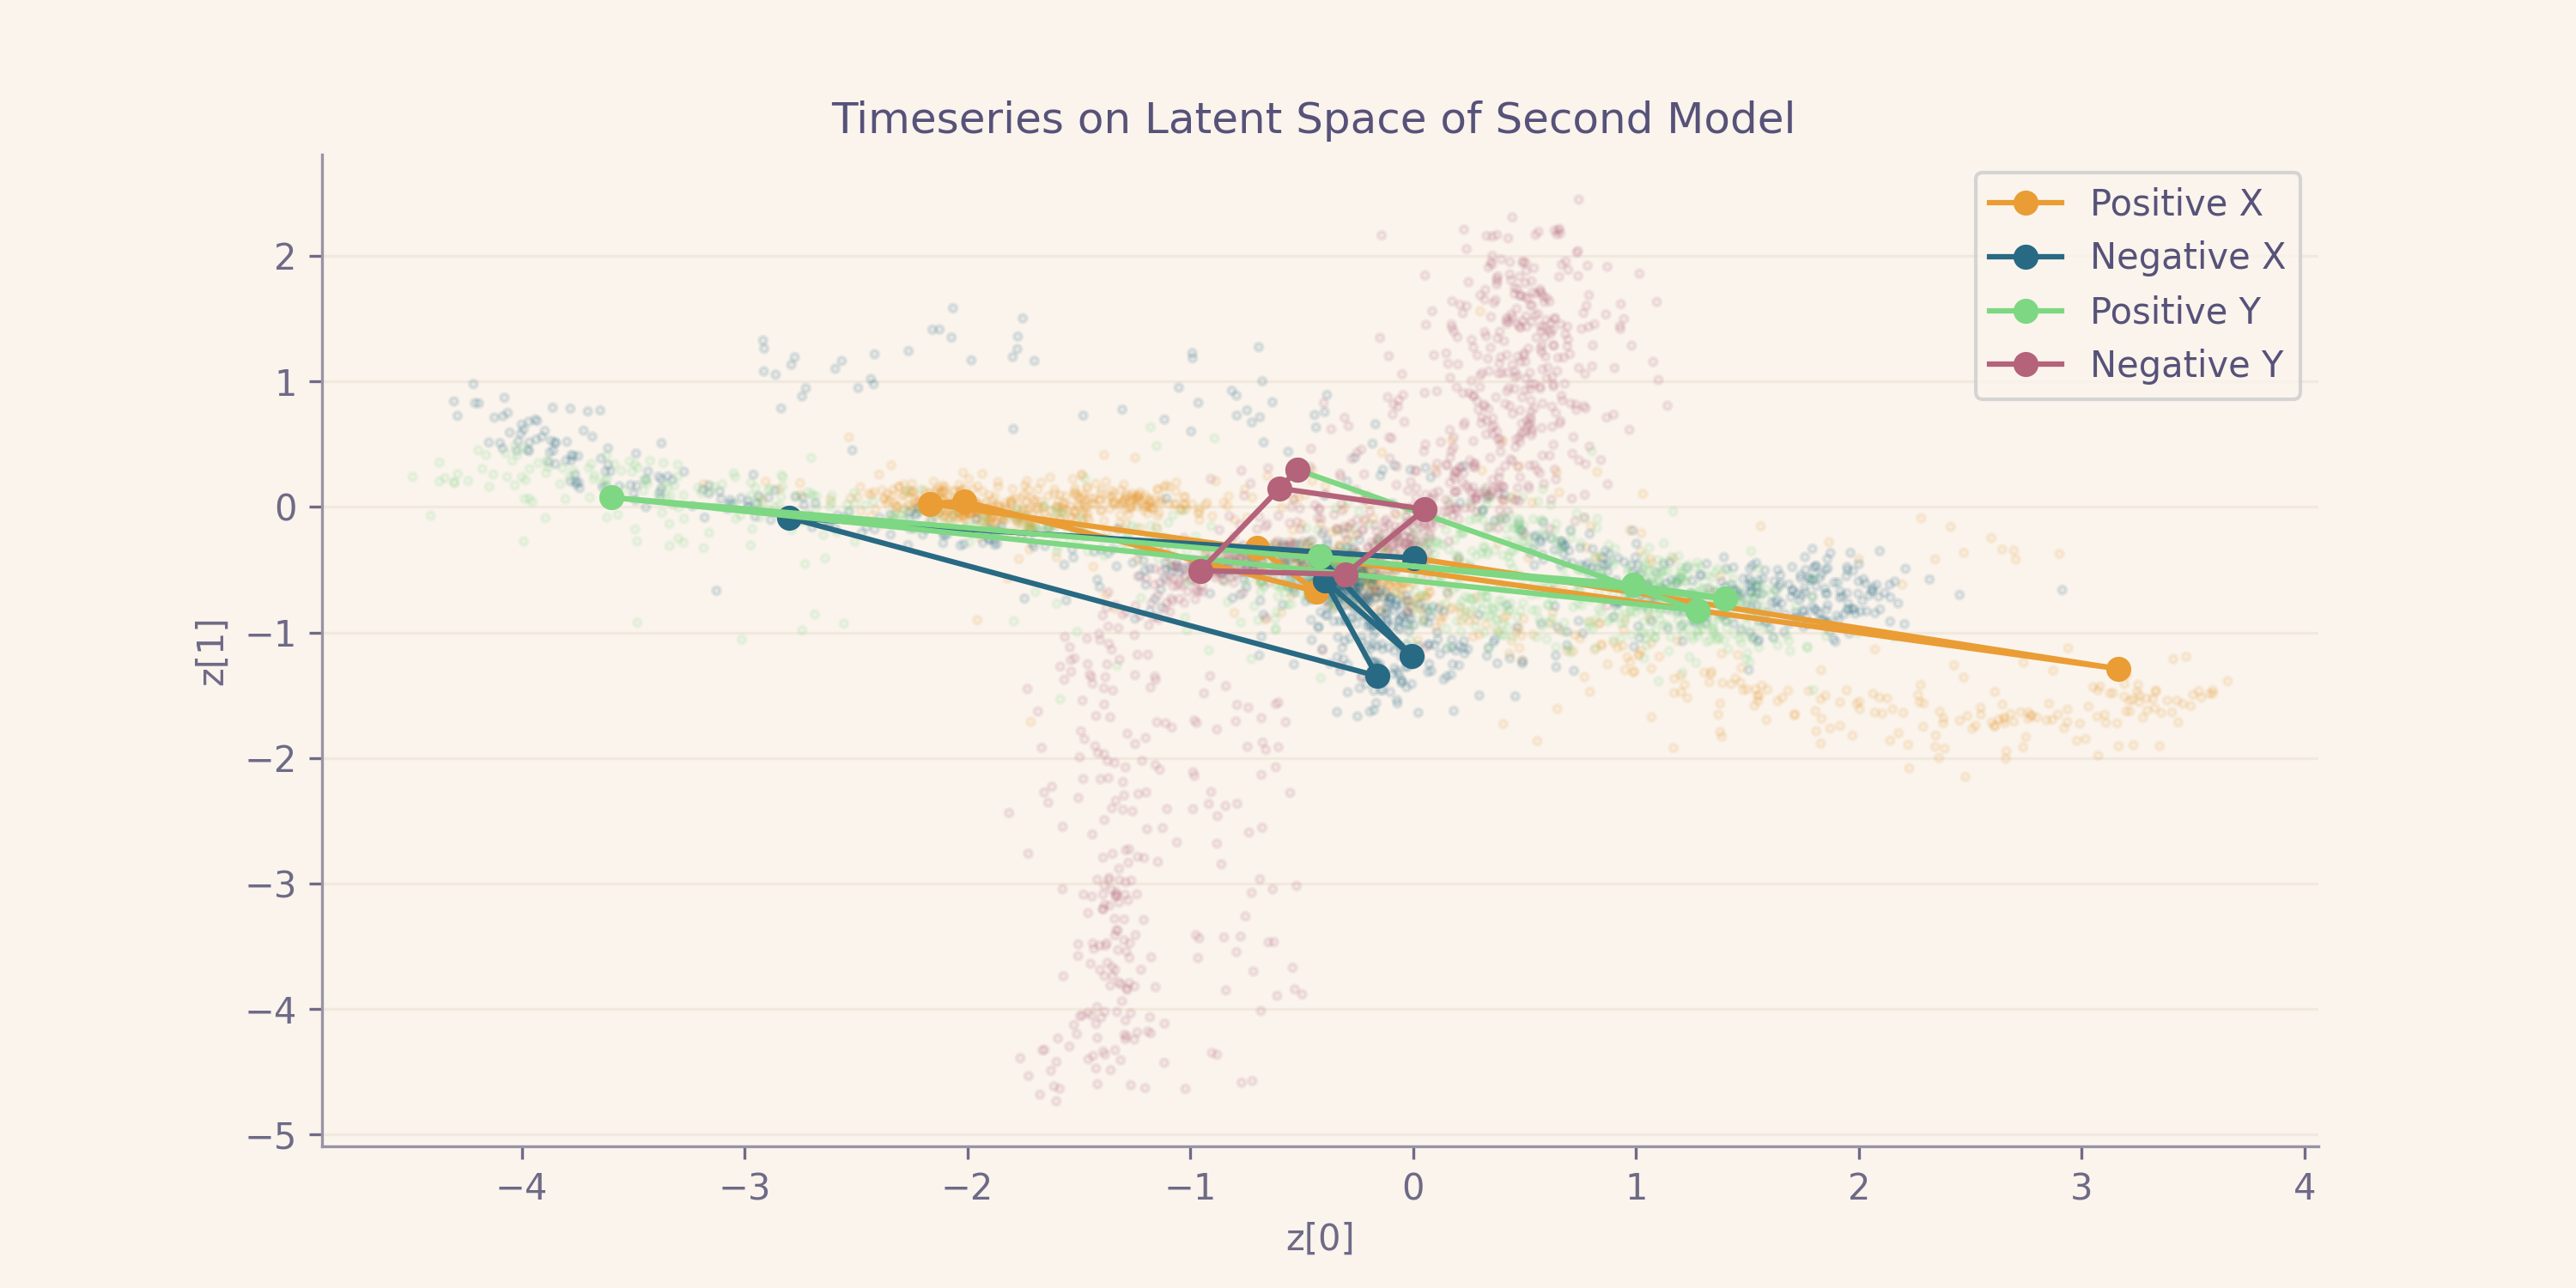 Timeseries on Latent Space of Second Model
Positive X
Negative X
Positive Y
Negative Y
2
1
0
−1
−2
−3
−4
−5
z[1]
−4 −3 −2 −1 0 1 2 3 4
z[0]